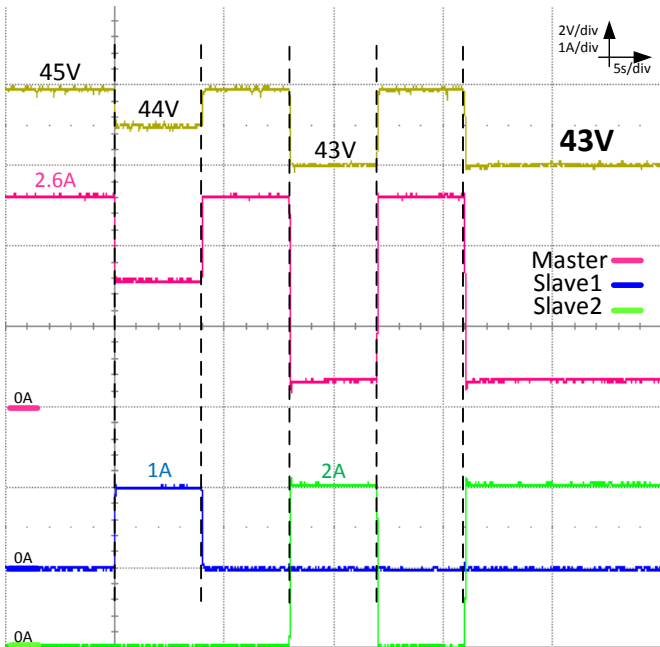 2V/div
1A/div
5s/div
45V
44V
43V
43V
2.6A
Master
Slave1
Slave2
0A
1A
2A
0A
0A